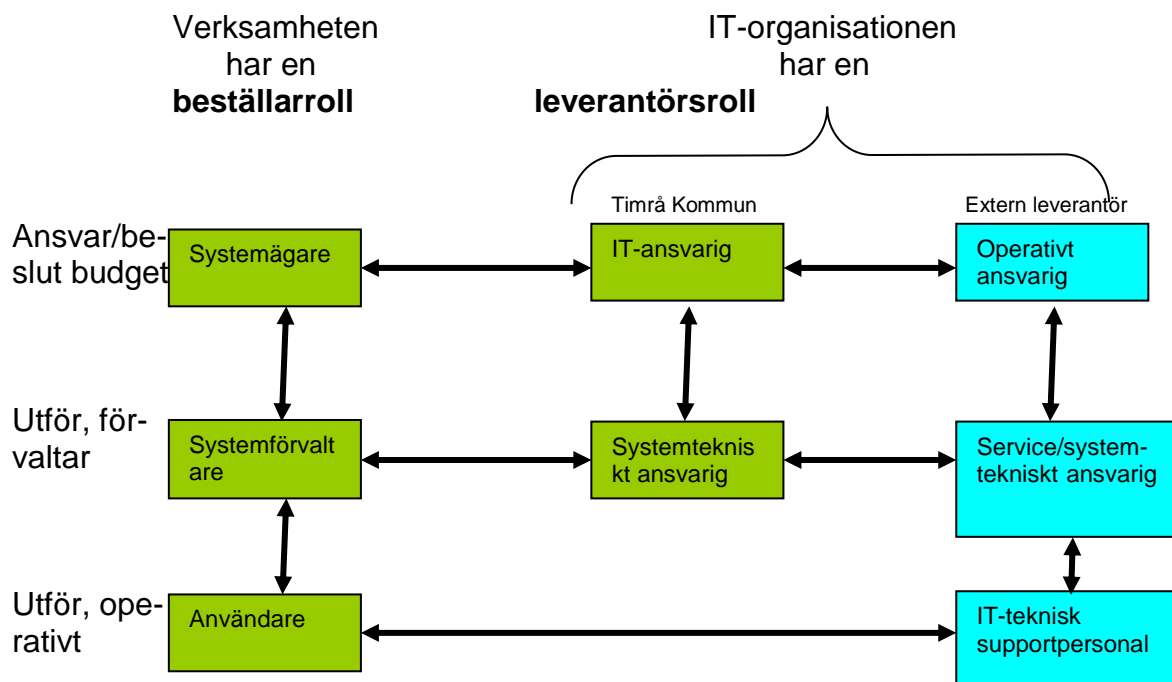 Verksamheten
har en
beställarroll
IT-organisationen
har en
leverantörsroll
Timrå Kommun
Extern leverantör
Ansvar/be-
slut budget
Systemägare
IT-ansvarig
Operativt
ansvarig
Utför, för-
valtar
Systemförvalt
are
Systemteknis
kt ansvarig
Service/system-
tekniskt ansvarig
Utför, ope-
rativt
Användare
IT-teknisk
supportpersonal